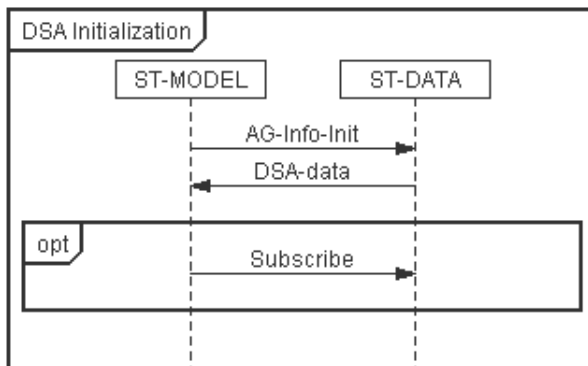 DSA Initialization
ST-MODEL
ST-DATA
AG-Info-Init
DSA-data
opt
Subscribe